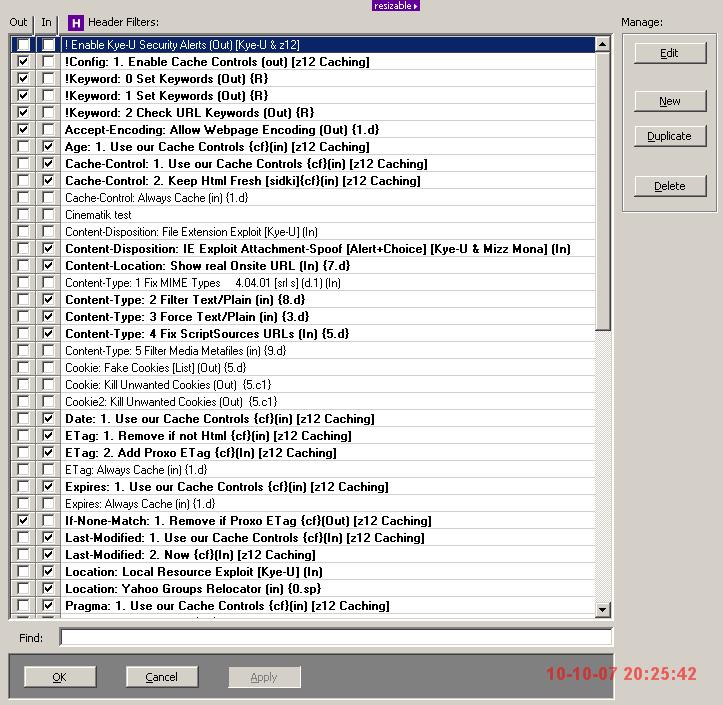 resizable
Out In H Header Filters: Manage:
! Enable Kye-U Security Alerts (Out) [Kye-U & z12]
!Config: 1. Enable Cache Controls (out) [z12 Caching]
!Keyword: 0 Set Keywords (Out) {R}
!Keyword: 1 Set Keywords (Out) {R}
!Keyword: 2 Check URL Keywords (Out) {R}
Accept-Encoding: Allow Webpage Encoding (Out) {1.d}
Age: 1. Use our Cache Controls {cf}(in) [z12 Caching]
Cache-Control: 1. Use our Cache Controls {cf}(in) [z12 Caching]
Cache-Control: 2. Keep Html Fresh [sidki]{cf}(in) [z12 Caching]
Cache-Control: Always Cache (in) {1.d}
Cinematik test
Content-Disposition: File Extension Exploit [Kye-U] (In)
Content-Disposition: IE Exploit Attachment-Spoof [Alert+Choice] [Kye-U & Mizz Mona] (In)
Content-Location: Show real Onsite URL (In) {7.d}
Content-Type: 1 Fix MIME Types 4.04.01 [srl s] (d.1) (In)
Content-Type: 2 Filter Text/Plain (in) {8.d}
Content-Type: 3 Force Text/Plain (in) {3.d}
Content-Type: 4 Fix ScriptSources URLs (In) {5.d}
Content-Type: 5 Filter Media Metafiles (in) {9.d}
Cookie: Fake Cookies [List] (Out) {5.d}
Cookie: Kill Unwanted Cookies (Out) {5.c1}
Cookie2: Kill Unwanted Cookies (Out) {5.c1}
Date: 1. Use our Cache Controls {cf}(in) [z12 Caching]
ETag: 1. Remove if not Html {cf}(in) [z12 Caching]
ETag: 2. Add Proxo ETag {cf}(In) [z12 Caching]
ETag: Always Cache (in) {1.d}
Expires: 1. Use our Cache Controls {cf}(in) [z12 Caching]
Expires: Always Cache (in) {1.d}
If-None-Match: 1. Remove if Proxo ETag {cf}(Out) [z12 Caching]
Last-Modified: 1. Use our Cache Controls {cf}(In) [z12 Caching]
Last-Modified: 2. Now {cf}(In) [z12 Caching]
Location: Local Resource Exploit [Kye-U] (In)
Location: Yahoo Groups Relocator (in) {0.sp}
Pragma: 1. Use our Cache Controls {cf}(in) [z12 Caching]
Edit
New
Duplicate
Delete
Find:
OK Cancel Apply
10-10-07 20:25:42